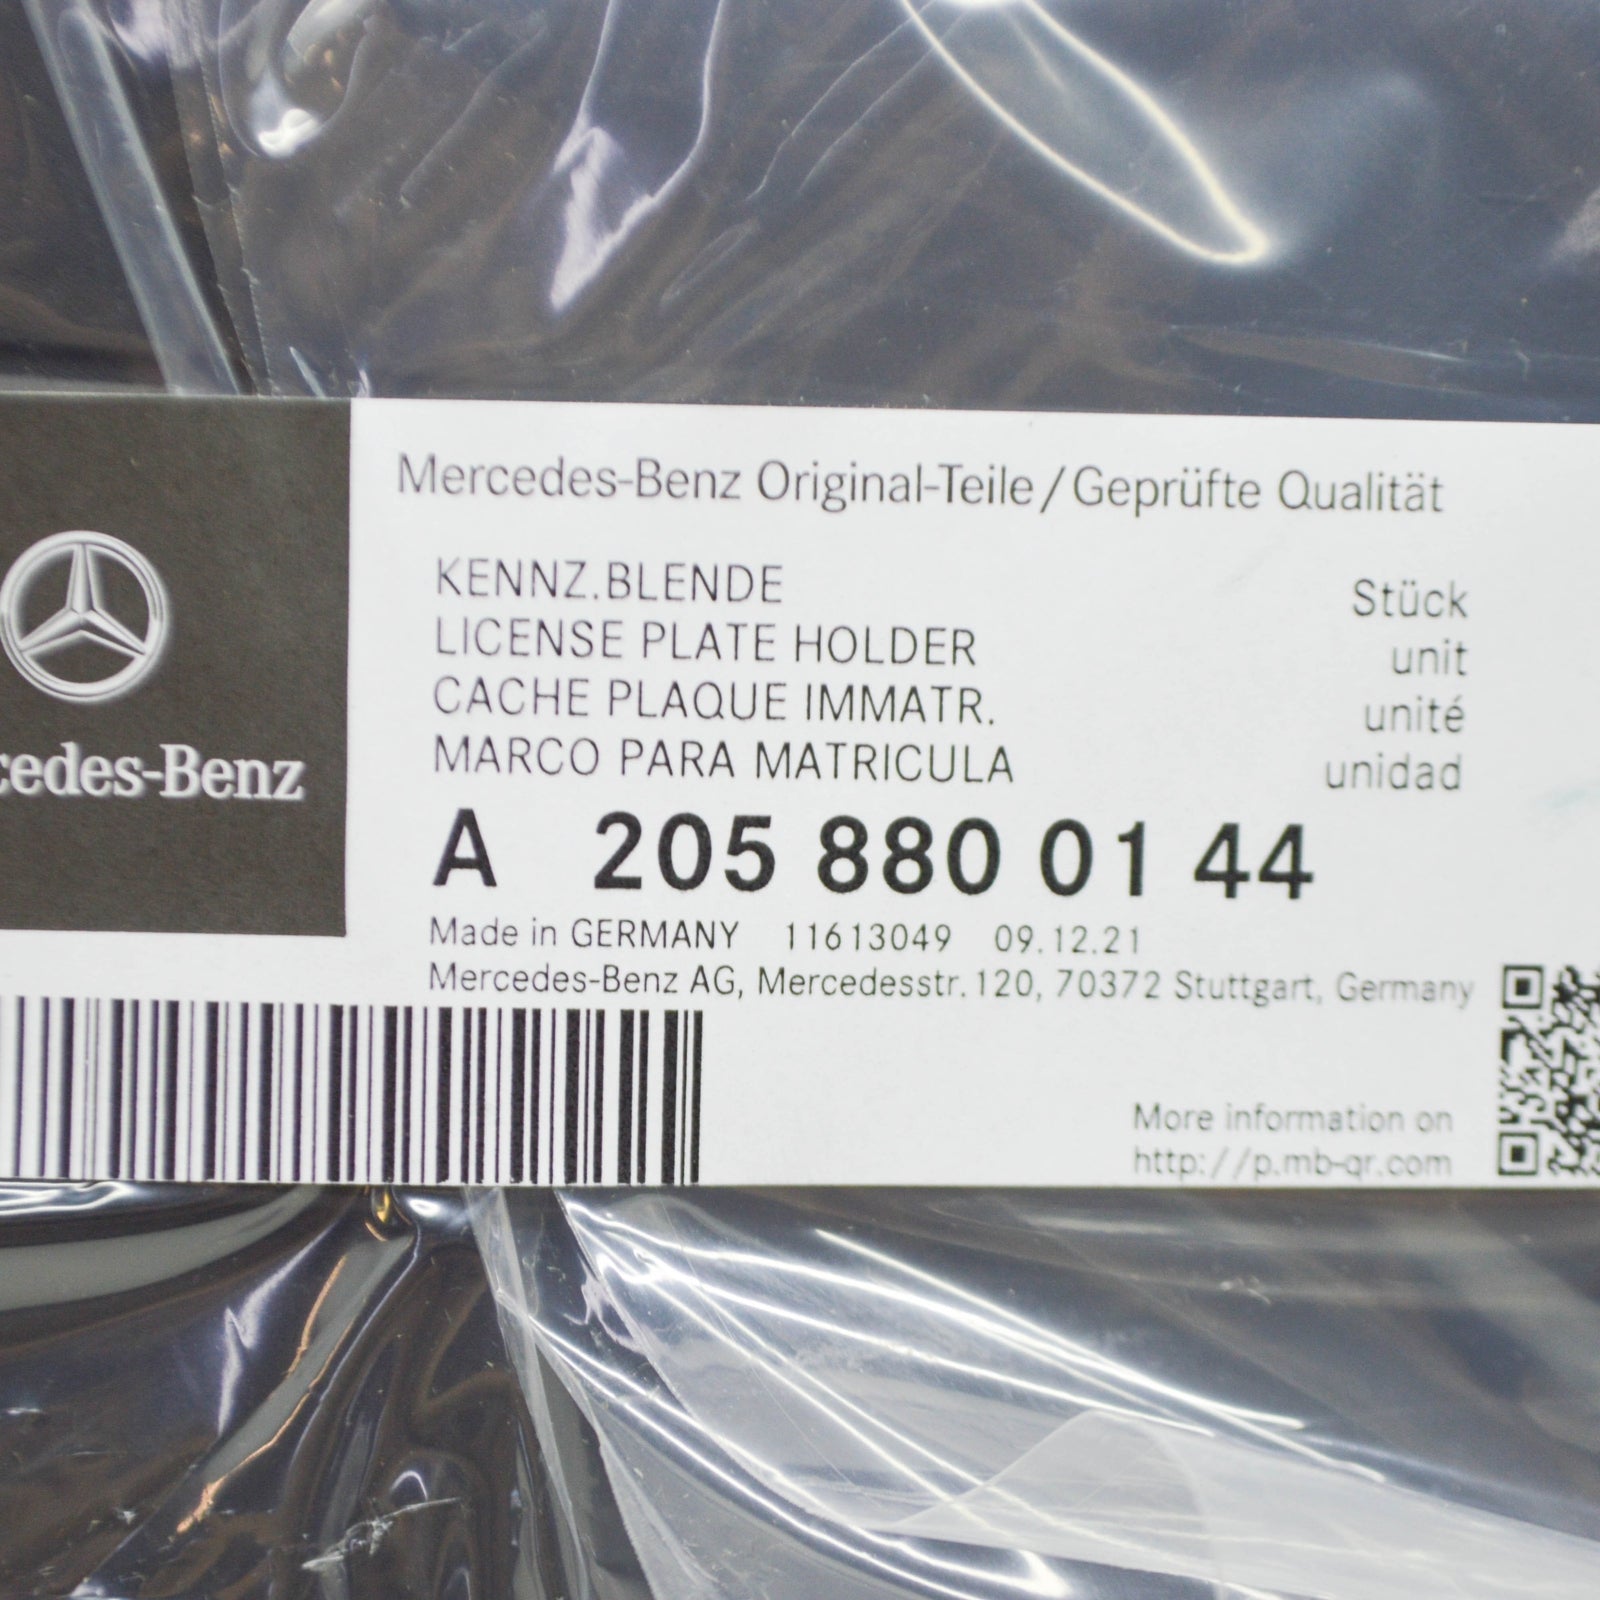 Mercedes-Benz Original-Teile/Geprüfte Qualität
KENNZ.BLENDE Stück
LICENSE PLATE HOLDER unit
CACHE PLAQUE IMMATR. unité
MARCO PARA MATRICULA unidad
cedes-Benz
A 205 880 01 44
Made in GERMANY 11613049 09.12.21
Mercedes-Benz AG, Mercedesstr. 120, 70372 Stuttgart, Germany
More information on
http://p.mb-qr.com